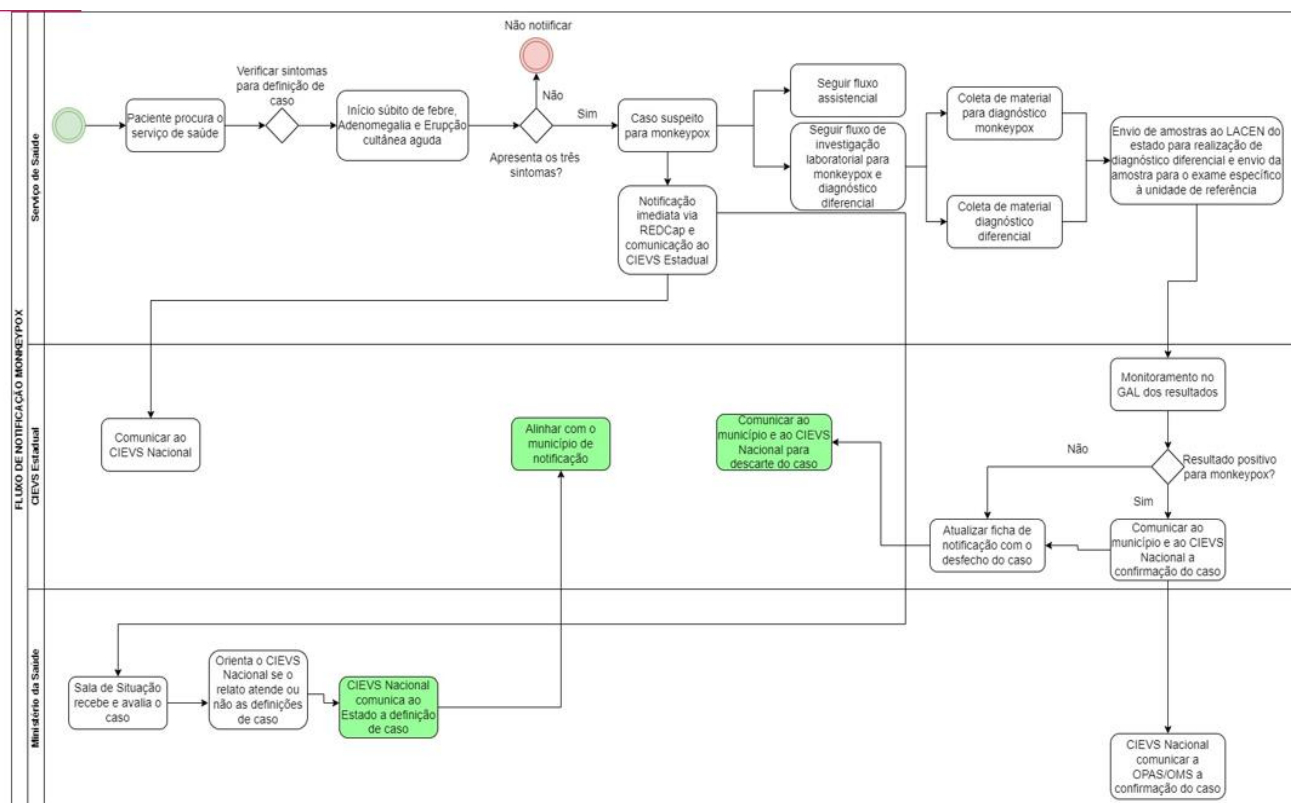 FLUXO DE NOTIFICAÇÃO MONKEYPOX
Serviço de Saúde
Paciente procura o
serviço de saúde
Verificar sintomas
para definição de
caso
Início súbito de febre,
Adenomegalia e Erupção
cultânea aguda
Não notiificar
Não
Sim
Apresenta os três
sintomas?
Caso suspeito
para monkeypox
Notificação
imediata via
REDCap e
comunicação ao
CIEVS Estadual
Seguir fluxo
assistencial
Seguir fluxo de
investigação
laboratorial para
monkeypox e
diagnóstico
diferencial
Coleta de material
para diagnóstico
monkeypox
Coleta de material
diagnóstico
diferencial
Envio de amostras ao LACEN do
estado para realização de
diagnóstico diferencial e envio da
amostra para o exame específico
à unidade de referência
CIEVS Estadual
Comunicar ao
CIEVS Nacional
Alinhar com o
município de
notificação
Comunicar ao
município e ao CIEVS
Nacional para
descarte do caso
Monitoramento no
GAL dos resultados
Não
Resultado positivo
para monkeypox?
Sim
Atualizar ficha de
notificação com o
desfecho do caso
Comunicar ao
município e ao CIEVS
Nacional a
confirmação do caso
Ministério da Saúde
Sala de Situação
recebe e avalia o
caso
Orienta o CIEVS
Nacional se o
relato atende ou
não as definições
de caso
CIEVS Nacional
comunica ao
Estado a definição
de caso
CIEVS Nacional
comunicar a
OPAS/OMS a
confirmação do caso